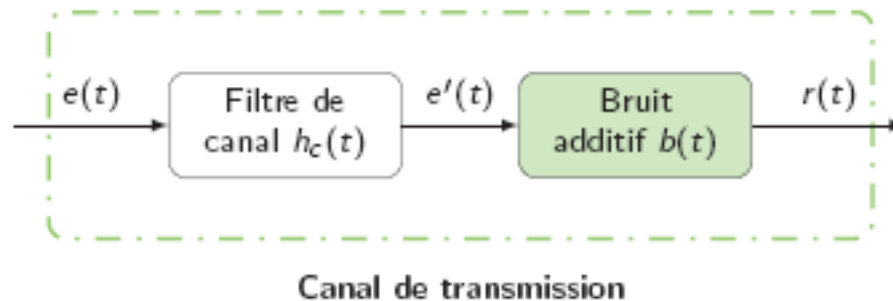 e(t)
Filtre de
canal h_c(t)
e′(t)
Bruit
additif b(t)
r(t)
Canal de transmission